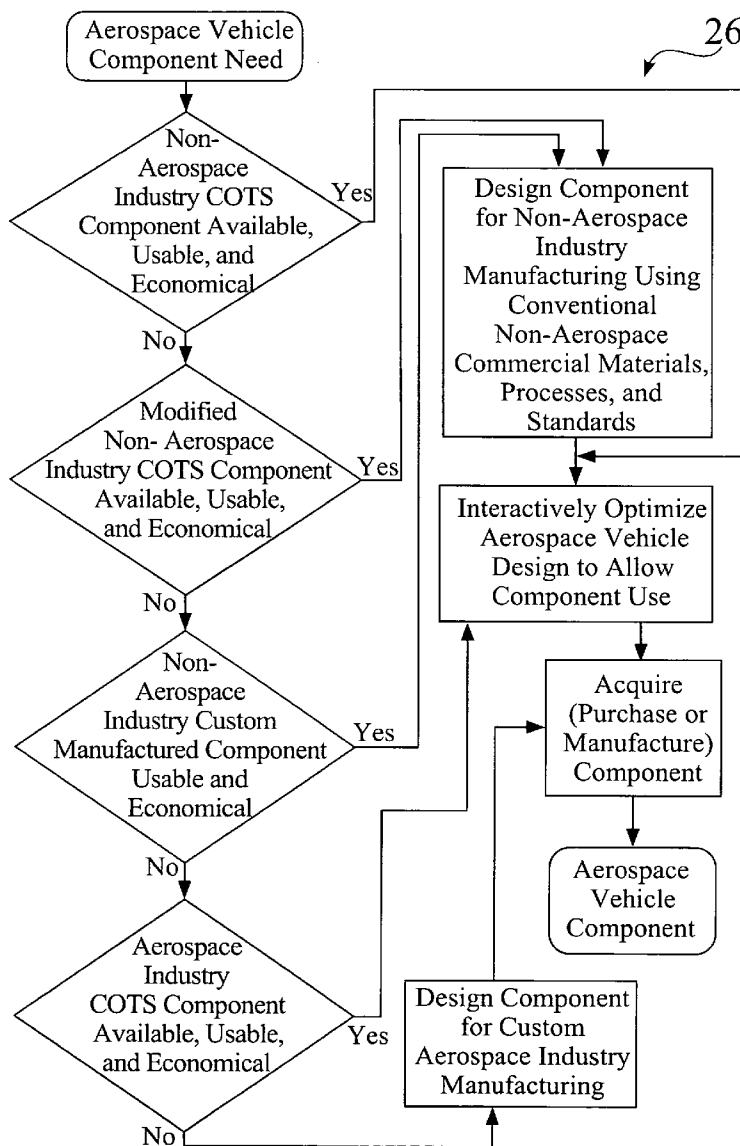 Aerospace Vehicle
Component Need
26
Non-
Aerospace
Industry COTS
Component Available,
Usable, and
Economical
Yes
No
Design Component
for Non-Aerospace
Industry
Manufacturing Using
Conventional
Non-Aerospace
Commercial Materials,
Processes, and
Standards
Modified
Non- Aerospace
Industry COTS Component
Available, Usable,
and Economical
Yes
No
Interactively Optimize
Aerospace Vehicle
Design to Allow
Component Use
Non-
Aerospace
Industry Custom
Manufactured Component
Usable and
Economical
Yes
No
Acquire
(Purchase or
Manufacture)
Component
Aerospace
Vehicle
Component
Aerospace
Industry
COTS Component
Available, Usable,
and Economical
Yes
No
Design Component
for Custom
Aerospace Industry
Manufacturing